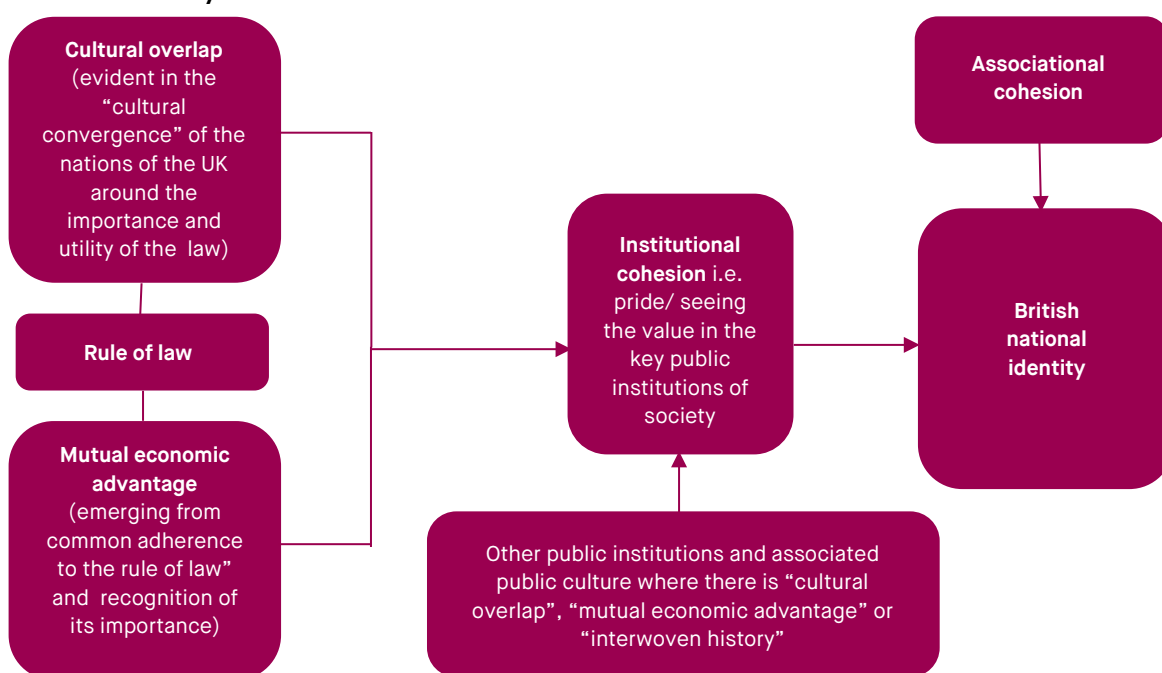 Cultural overlap
(evident in the
“cultural
convergence” of the
nations of the UK
around the
importance and
utility of the law)
Rule of law
Mutual economic
advantage
(emerging from
common adherence
to the rule of law”
and recognition of
its importance)
Institutional
cohesion i.e.
pride/ seeing
the value in the
key public
institutions of
society
Other public institutions and associated
public culture where there is “cultural
overlap”, “mutual economic advantage” or
“interwoven history”
Associational
cohesion
British
national
identity